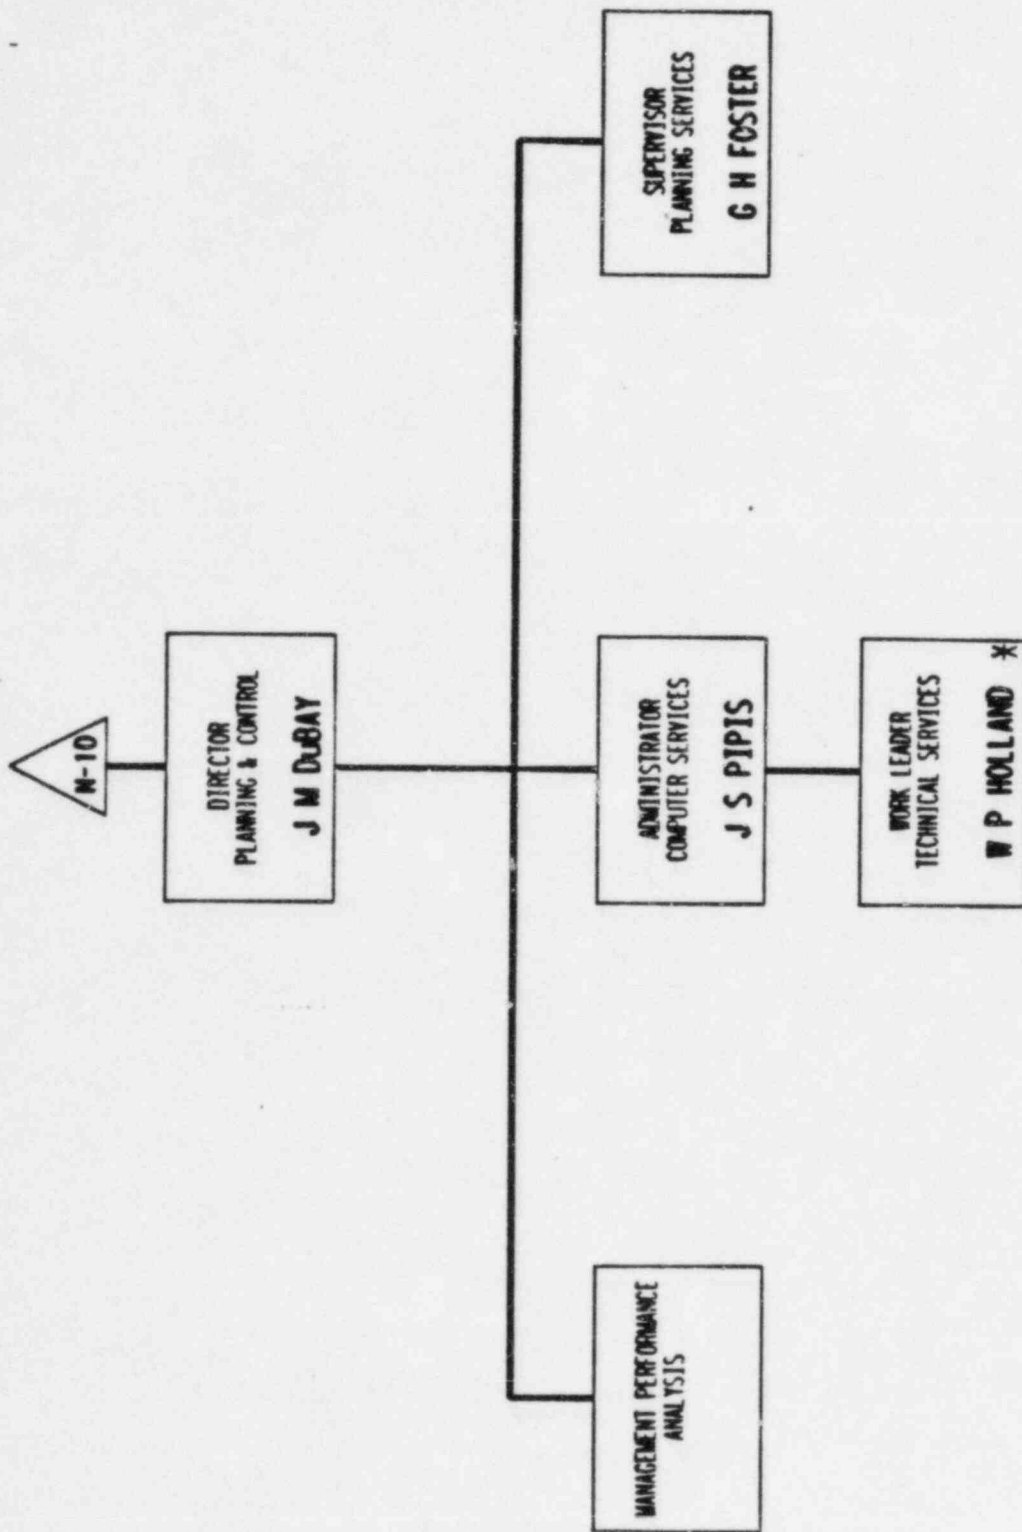 M-10
DIRECTOR
PLANNING & CONTROL
J M DuBAY
MANAGEMENT PERFORMANCE
ANALYSIS
ADMINISTRATOR
COMPUTER SERVICES
J S PIPIS
SUPERVISOR
PLANNING SERVICES
G H FOSTER
WORK LEADER
TECHNICAL SERVICES
W P HOLLAND *